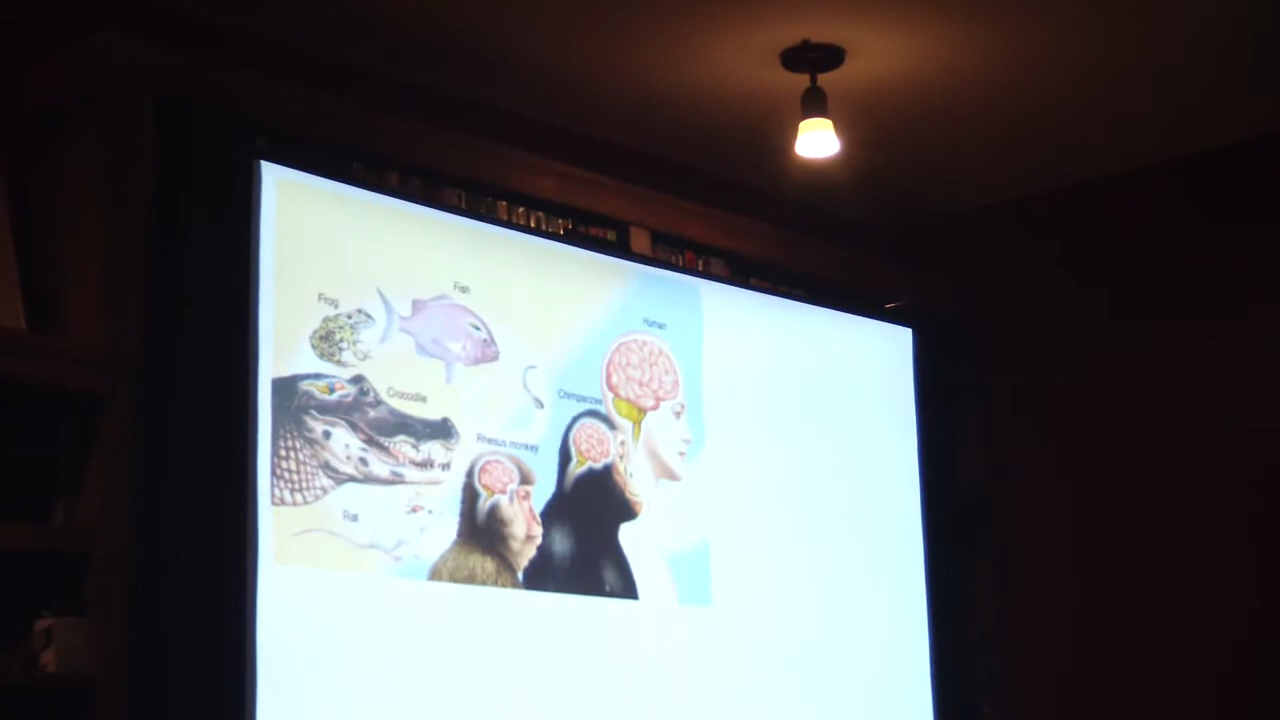 Fish
Frog
Human
Crocodile
Chimpanzee
Rhesus monkey
Rat